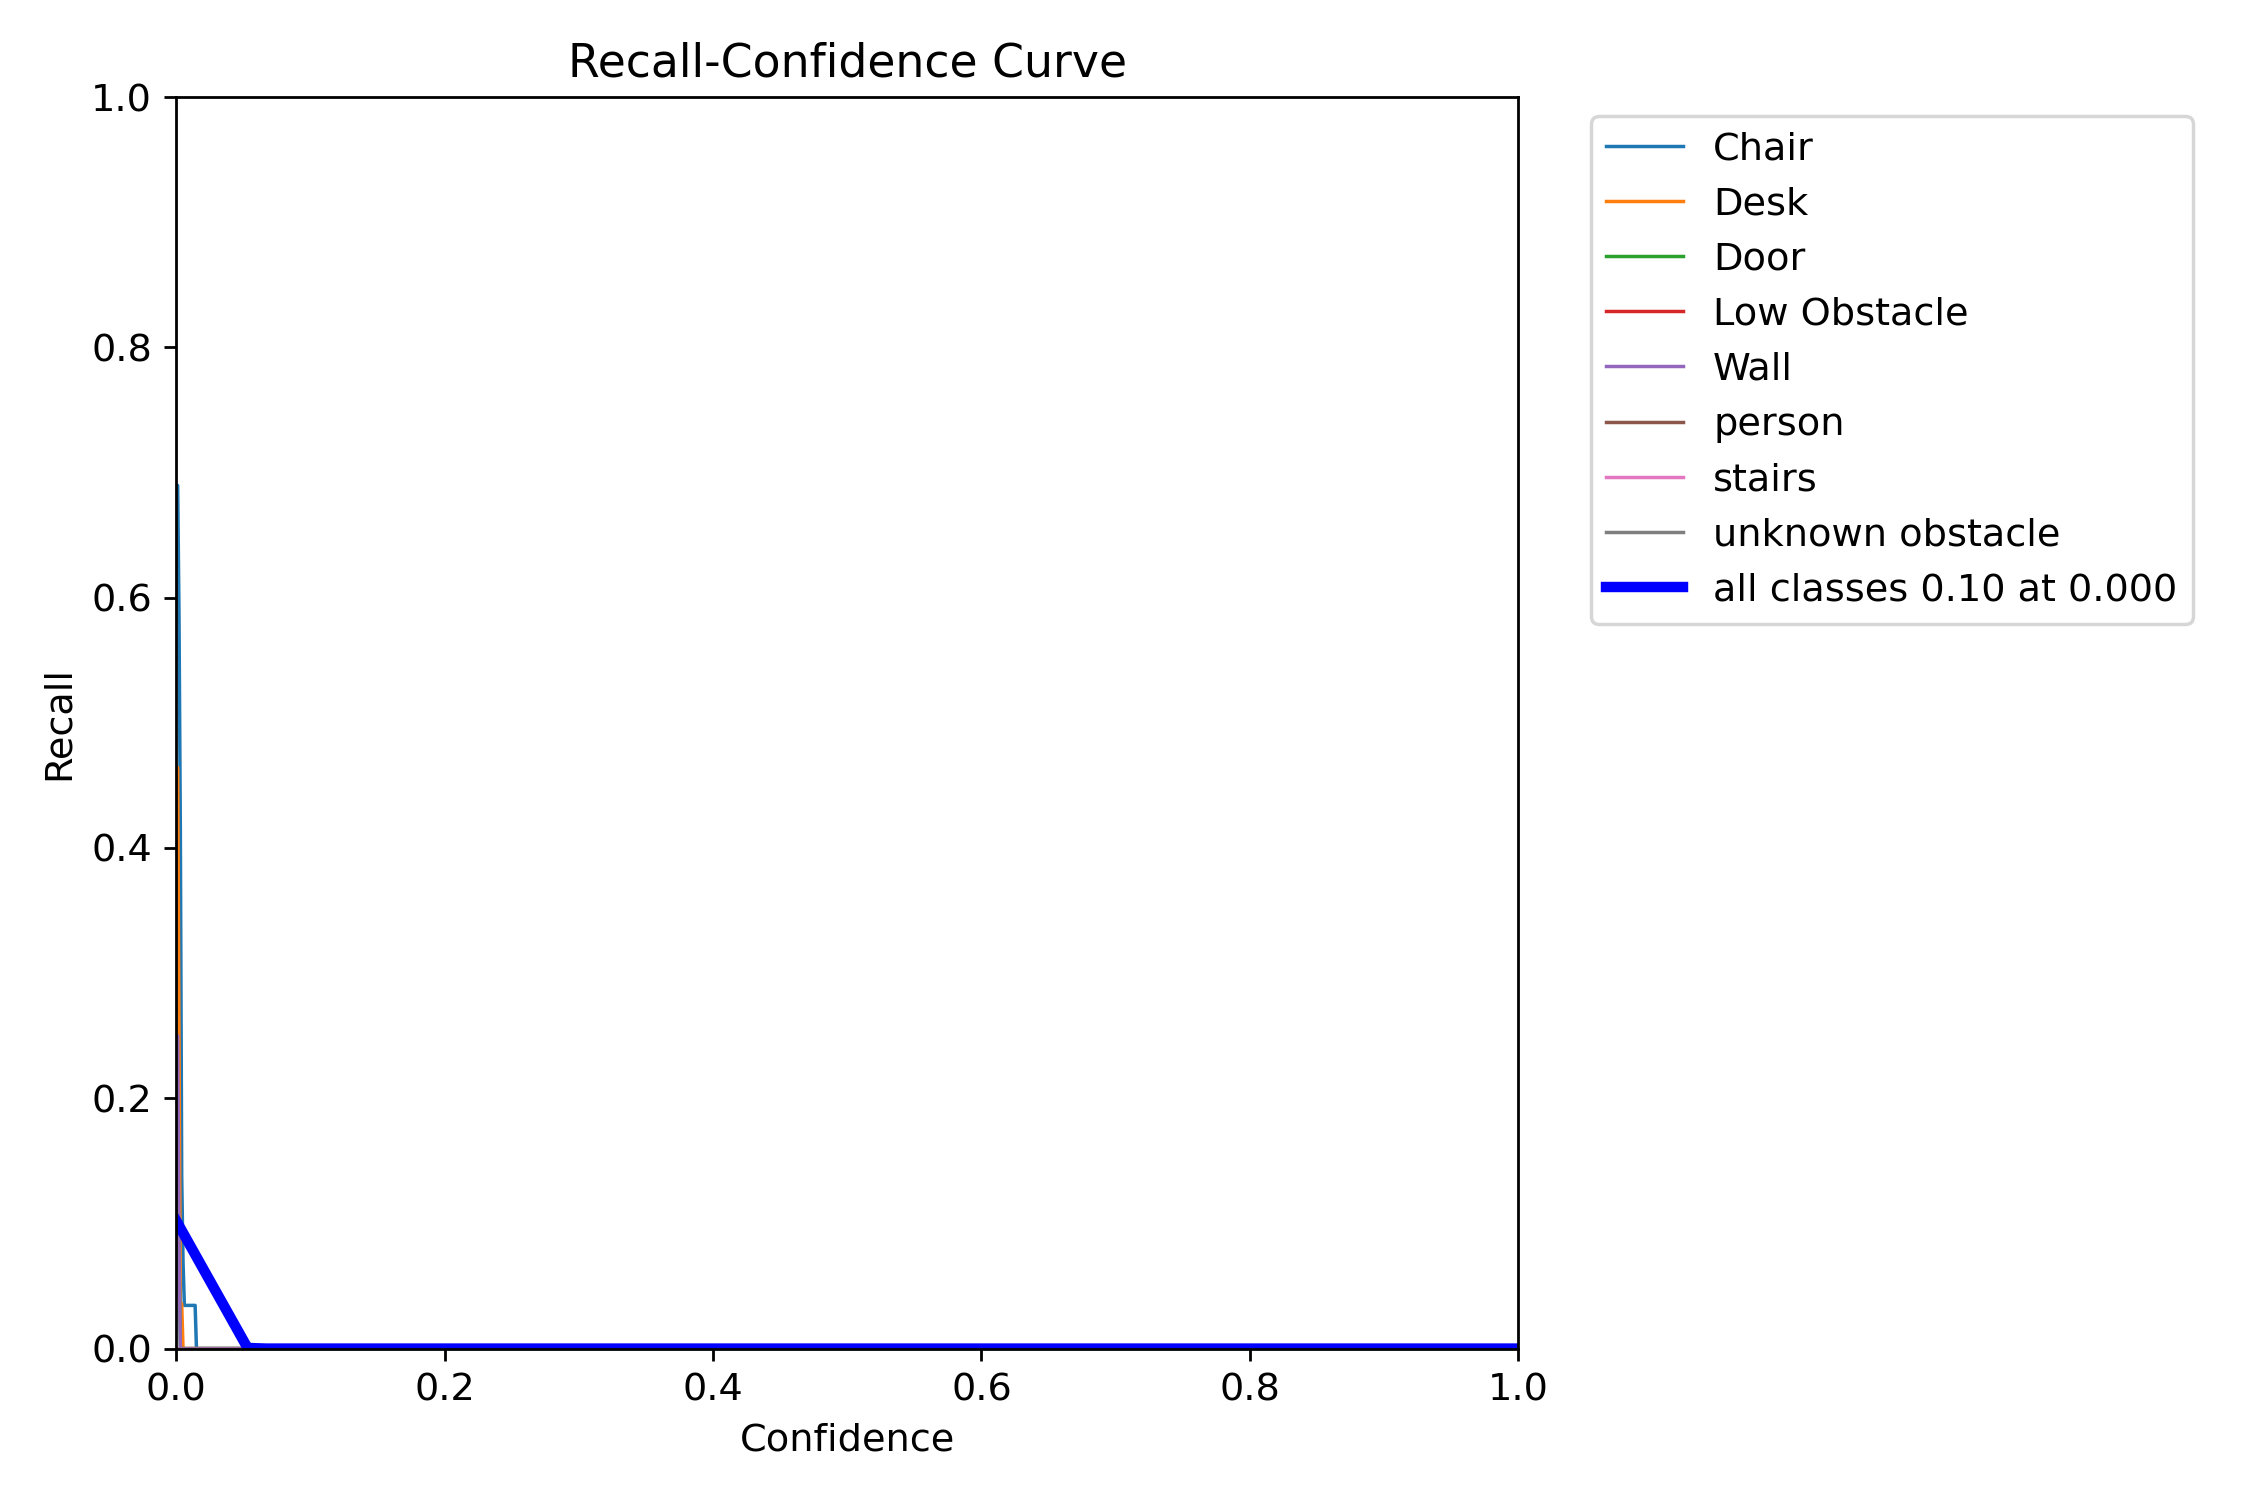 Recall-Confidence Curve
1.0
0.8
0.6
0.4
0.2
0.0
Recall
0.0 0.2 0.4 0.6 0.8 1.0
Confidence
Chair
Desk
Door
Low Obstacle
Wall
person
stairs
unknown obstacle
all classes 0.10 at 0.000